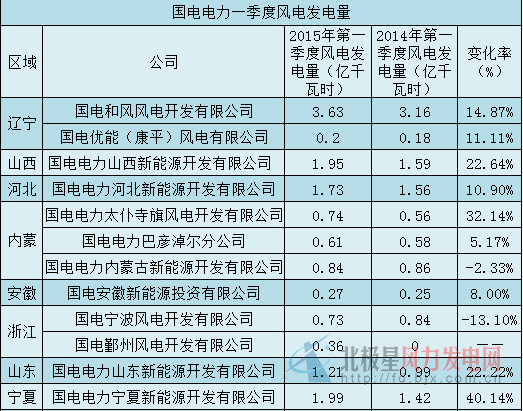 国电电力一季度风电发电量
区域 公司 2015年第一季度风电发电量（亿千瓦时） 2014年第一季度风电发电量（亿千瓦时） 变化率（%）
辽宁 国电和风风电开发有限公司 3.63 3.16 14.87%
国电优能（康平）风电有限公司 0.2 0.18 11.11%
山西 国电电力山西新能源开发有限公司 1.95 1.59 22.64%
河北 国电电力河北新能源开发有限公司 1.73 1.56 10.90%
内蒙 国电电力太仆寺旗风电开发有限公司 0.74 0.56 32.14%
国电电力巴彦淖尔分公司 0.61 0.58 5.17%
国电电力内蒙古新能源开发有限公司 0.84 0.86 -2.33%
安徽 国电安徽新能源投资有限公司 0.27 0.25 8.00%
浙江 国电宁波风电开发有限公司 0.73 0.84 -13.10%
国电鄞州风电开发有限公司 0.36 0 ——
山东 国电电力山东新能源开发有限公司 1.21 0.99 22.22%
宁夏 国电电力宁夏新能源开发有限公司 1.99 1.42 40.14%
北极星风力发电网
fd.bjx.com.cn